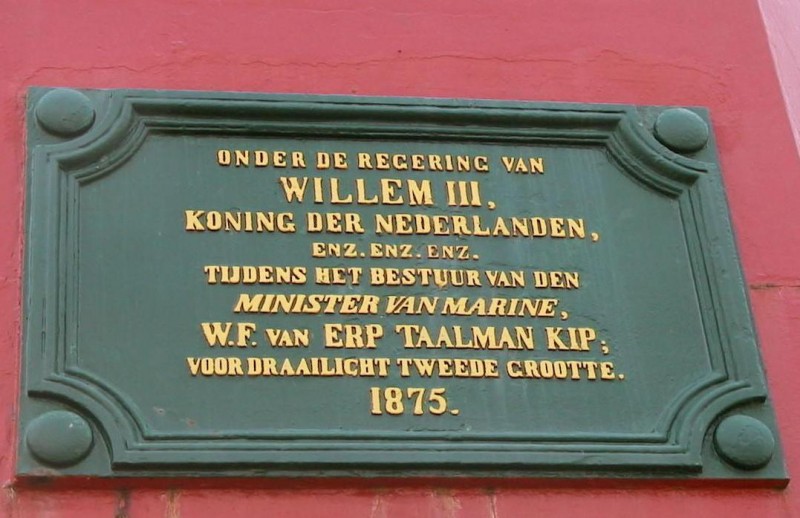 ONDER DE REGERING VAN
WILLEM III,
KONING DER NEDERLANDEN,
ENZ. ENZ. ENZ.
TIJDENS HET BESTUUR VAN DEN
MINISTER VAN MARINE,
W.F. VAN ERP TAALMAN KIP;
VOOR DRAAILICHT TWEEDE GROOTTE.
1875.